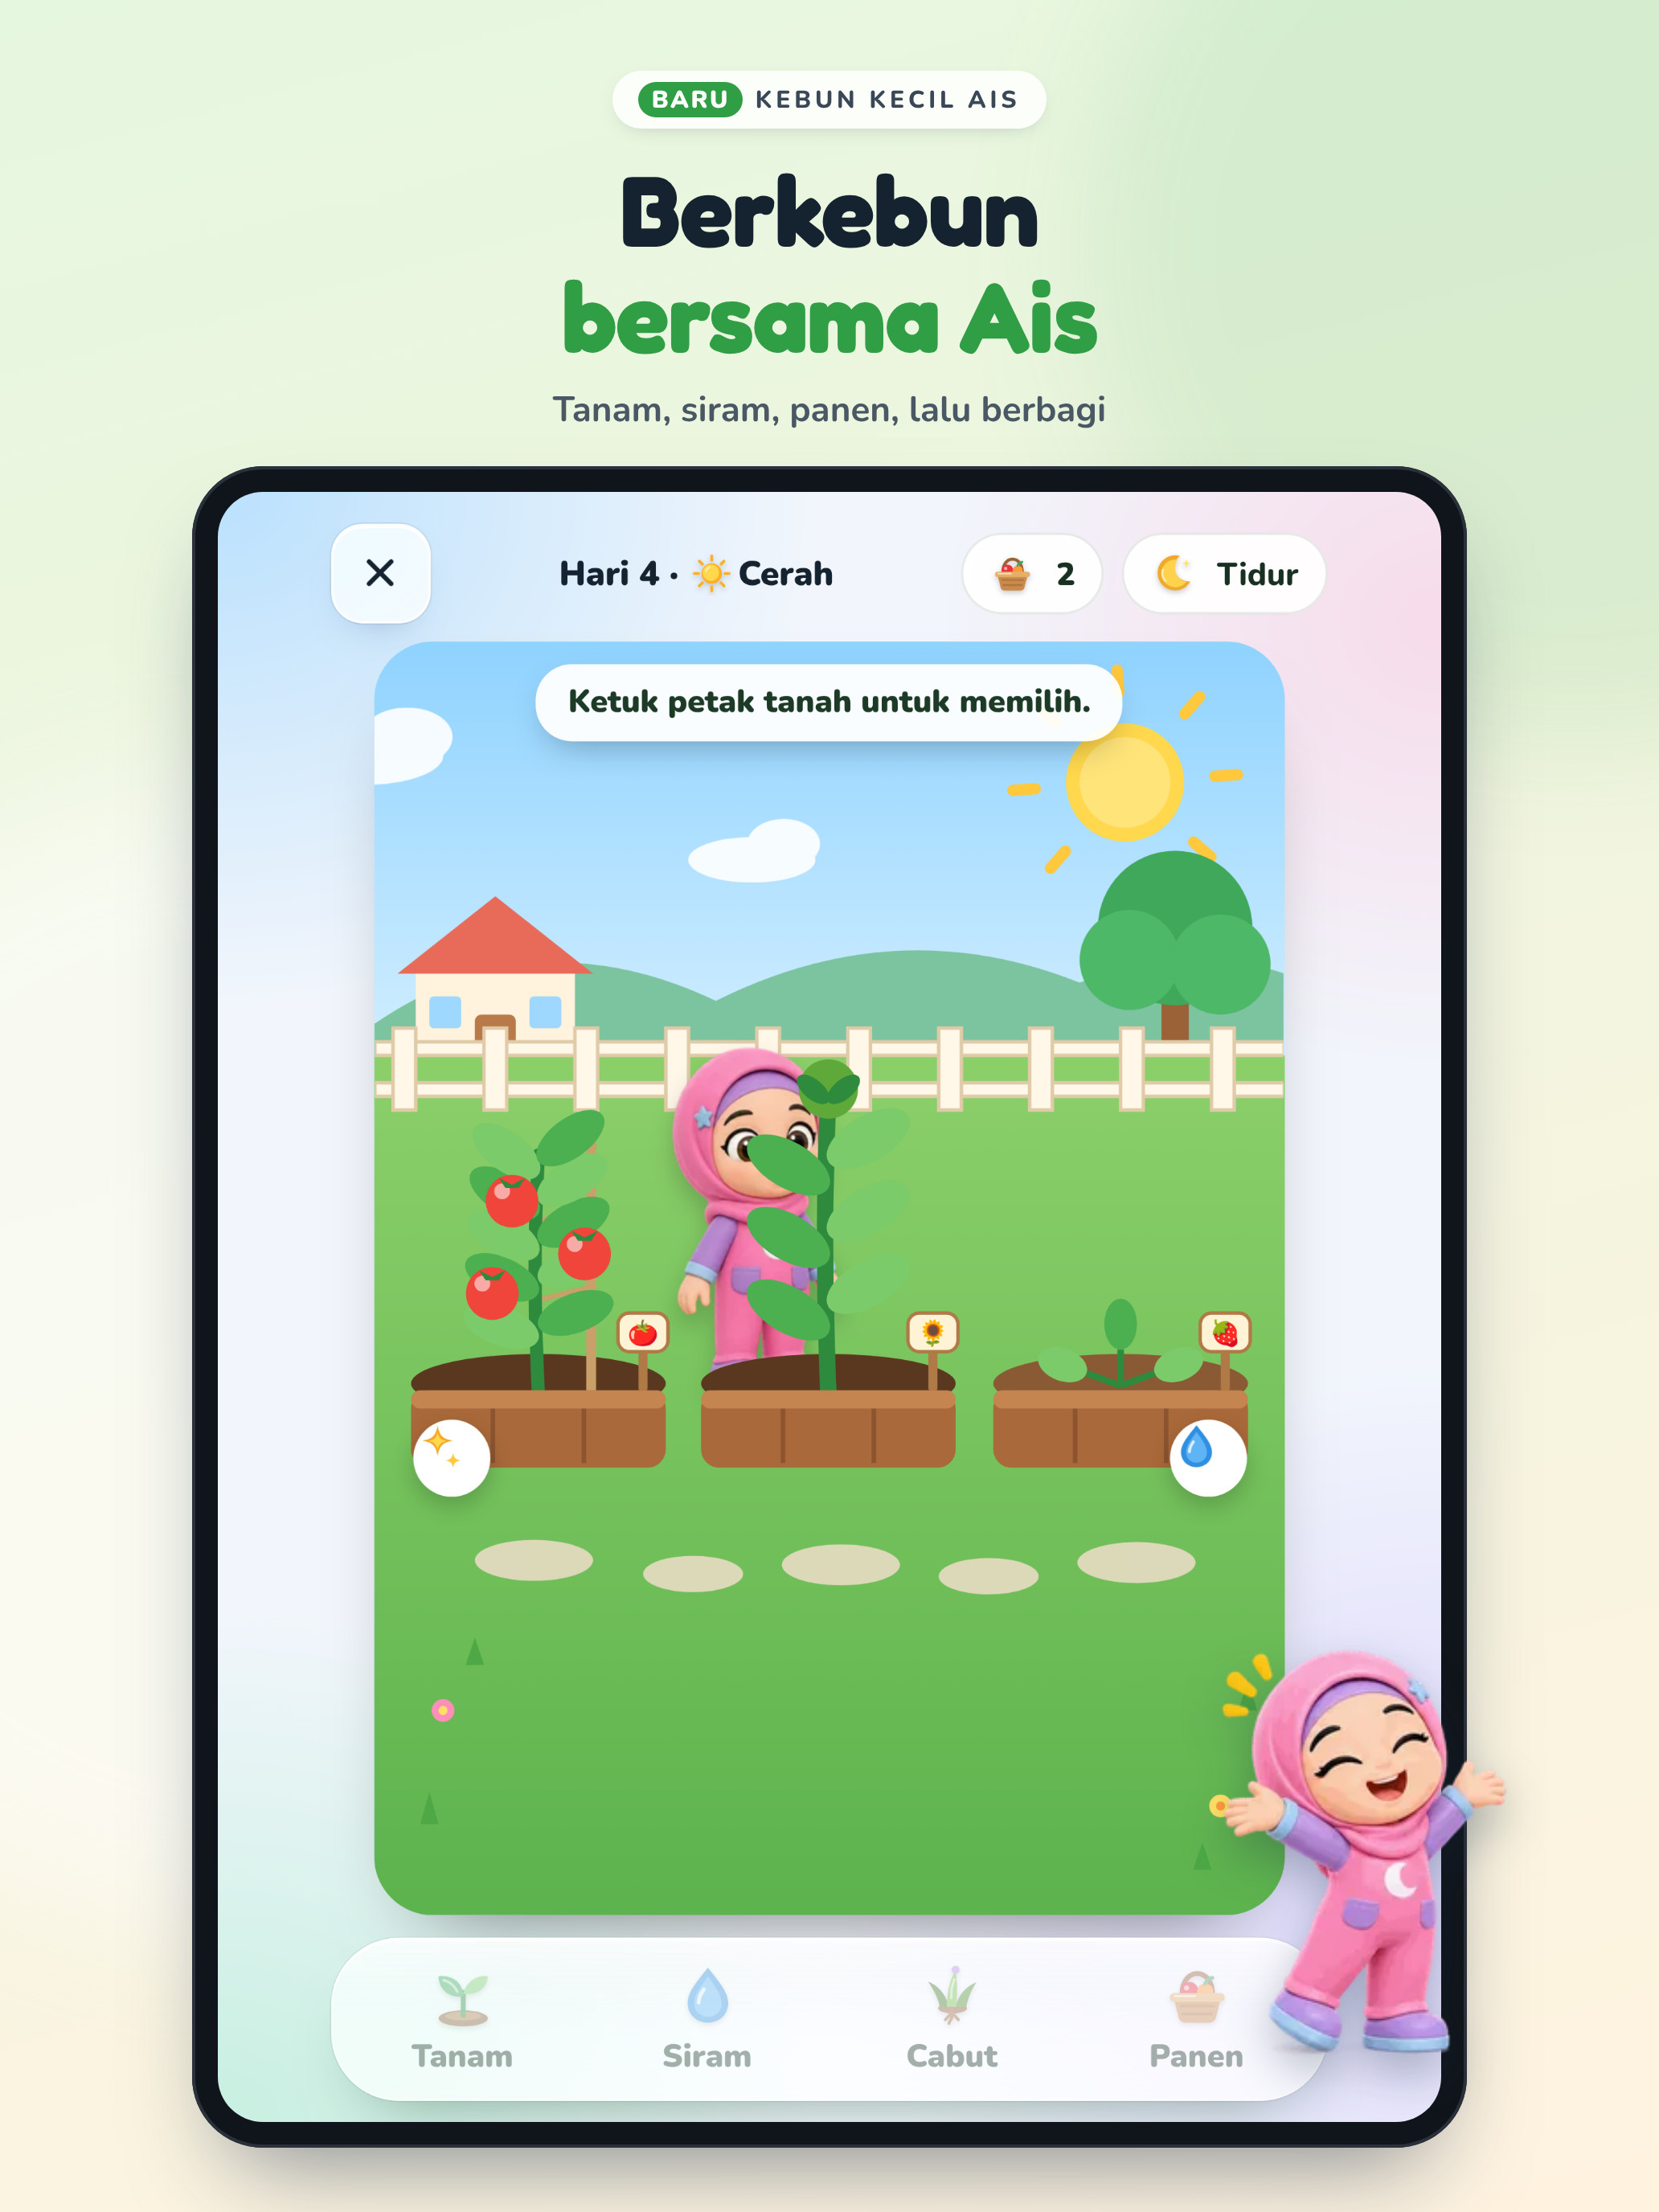 BARU KEBUN KECIL AIS
Berkebun
bersama Ais
Tanam, siram, panen, lalu berbagi
Hari 4 · Cerah
2
Tidur
Ketuk petak tanah untuk memilih.
Tanam
Siram
Cabut
Panen